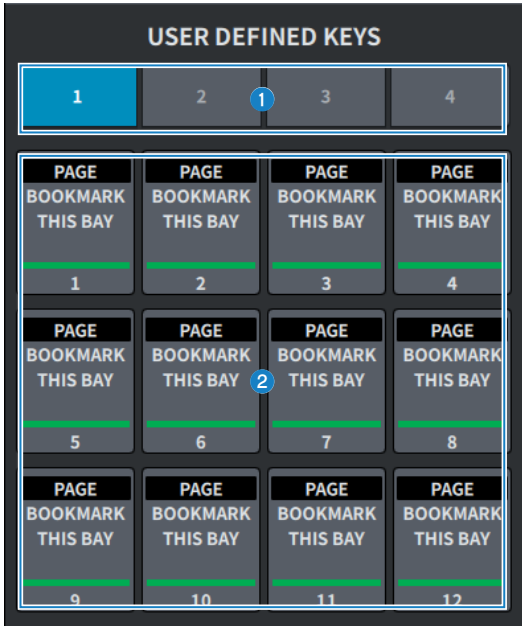 USER DEFINED KEYS
1 2 1 3 4
PAGE PAGE PAGE PAGE
BOOKMARK BOOKMARK BOOKMARK BOOKMARK
THIS BAY THIS BAY THIS BAY THIS BAY
1 2 3 4
PAGE PAGE PAGE PAGE
BOOKMARK BOOKMARK BOOKMARK BOOKMARK
THIS BAY THIS BAY 2 THIS BAY THIS BAY
5 6 7 8
PAGE PAGE PAGE PAGE
BOOKMARK BOOKMARK BOOKMARK BOOKMARK
THIS BAY THIS BAY THIS BAY THIS BAY
9 10 11 12